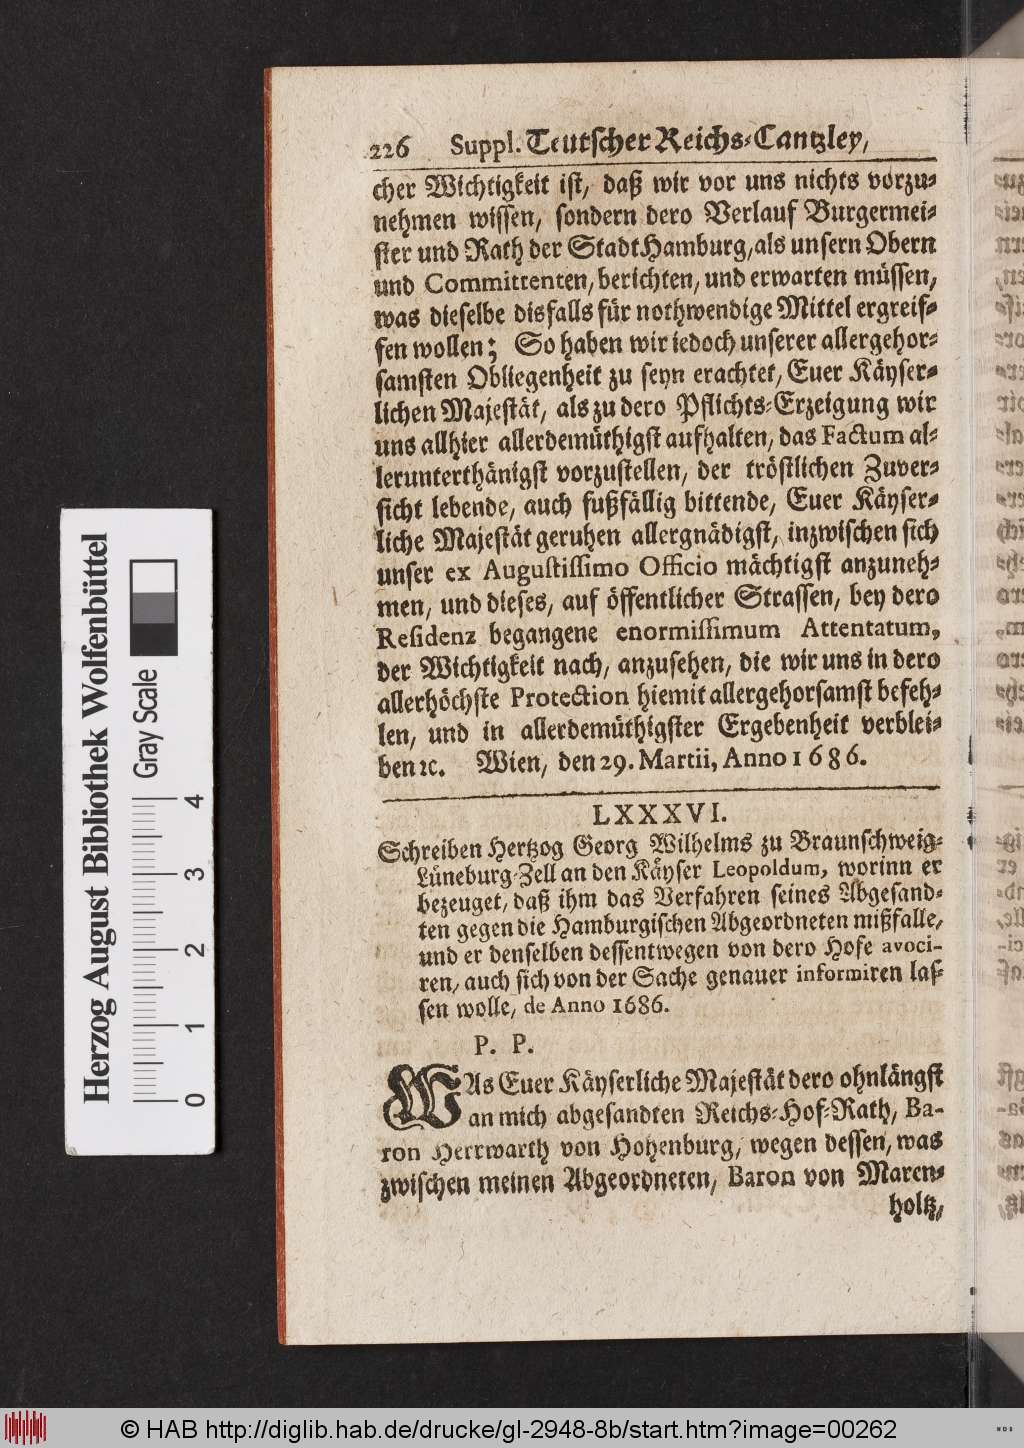 226 Suppl. Teutscher Reichs-Cantzley,
cher Wichtigkeit ist, daß wir vor uns nichts vorzu-
nehmen wissen, sondern dero Verlauf Burgermei-
ster und Rath der Stadt Hamburg, als unsern Obern
und Committenten, berichten, und erwarten müssen,
was dieselbe disfalls für nothwendige Mittel ergreif-
fen wollen; So haben wir iedoch unserer allergehor-
samsten Obliegenheit zu seyn erachtet, Euer Käyser-
lichen Majestät, als zu dero Pflichts-Erzeigung wir
uns allhier allerdemüthigst aufhalten, das Factum al-
lerunterthänigst vorzustellen, der tröstlichen Zuver-
sicht lebende, auch fußfällig bittende, Euer Käyser-
liche Majestät geruhen allergnädigst, inzwischen sich
unser ex Augustissimo Officio mächtigst anzuneh-
men, und dieses, auf öffentlicher Strassen, bey dero
Residenz begangene enormissimum Attentatum,
der Wichtigkeit nach, anzusehen, die wir uns in dero
allerhöchste Protection hiemit allergehorsamst befeh-
len, und in allerdemüthigster Ergebenheit verblei-
ben ꝛc. Wien, den 29. Martii, Anno 1686.
LXXXVI.
Schreiben Hertzog Georg Wilhelms zu Braunschweig-
Lüneburg-Zell an den Käyser Leopoldum, worinn er
bezeuget, daß ihm das Verfahren seines Abgesand-
ten gegen die Hamburgischen Abgeordneten mißfalle,
und er denselben dessentwegen von dero Hofe avoci-
ren, auch sich von der Sache genauer informiren las-
sen wolle, de Anno 1686.
P. P.
WAs Euer Käyserliche Majestät dero ohnlängst
an mich abgesandten Reichs-Hof-Rath, Ba-
ron Herrwarth von Hohenburg, wegen dessen, was
zwischen meinen Abgeordneten, Baron von Maren-
holtz,
Herzog August Bibliothek Wolfenbüttel
Gray Scale
0 1 2 3 4
© HAB http://diglib.hab.de/drucke/gl-2948-8b/start.htm?image=00262